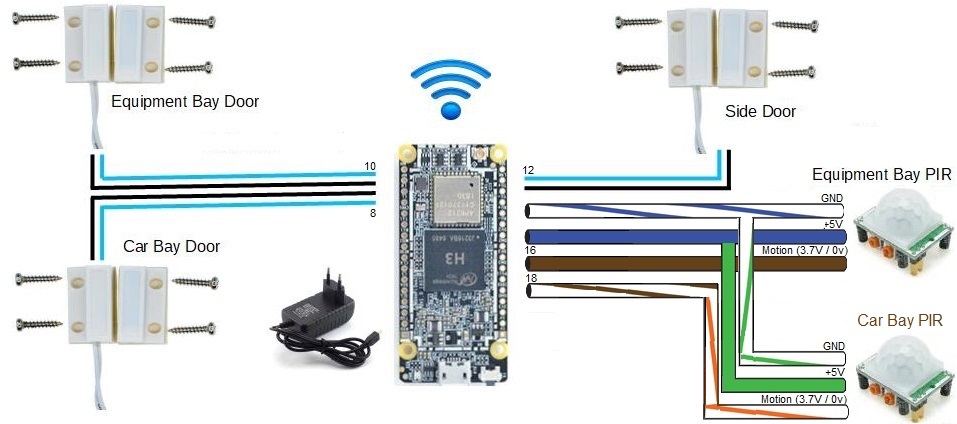 Equipment Bay Door
Side Door
10
12
8
Equipment Bay PIR
GND
+5V
16
Motion (3.7V / 0v)
18
Car Bay Door
H3
Car Bay PIR
GND
+5V
Motion (3.7V / 0v)